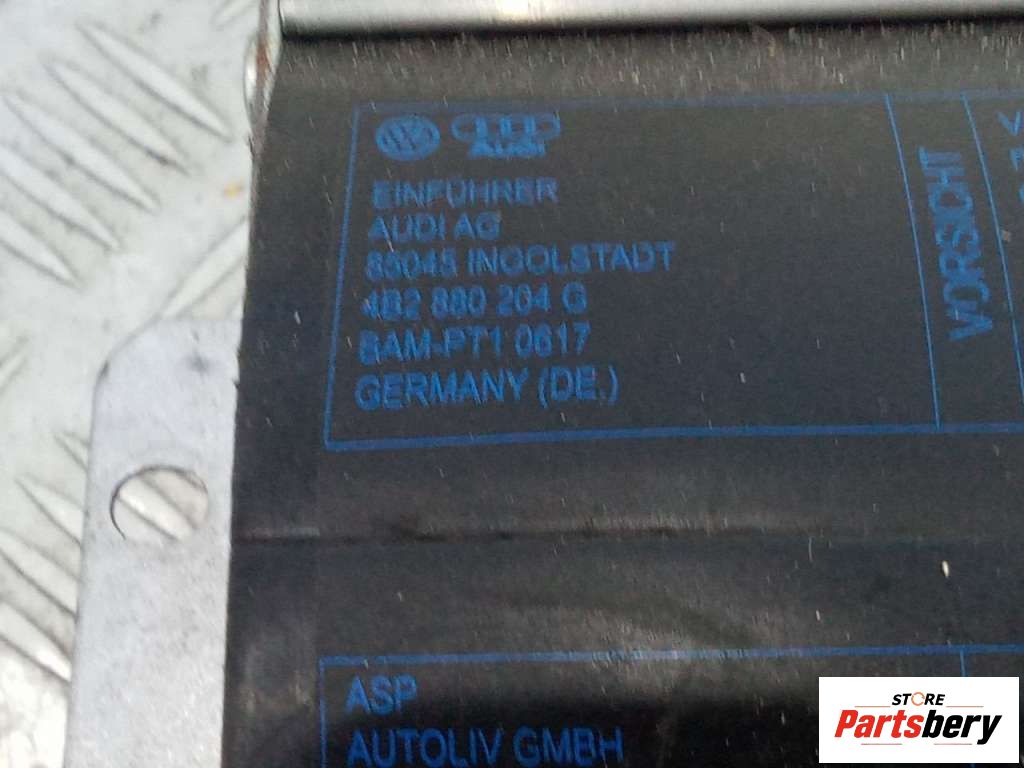 AUDI
EINFÜHRER
AUDI AG
85045 INGOLSTADT
4B2 880 204 G
BAM-PT1 0617
GERMANY (DE.)
VORSICHT
ASP
AUTOLIV GMBH
STORE
Partsbery